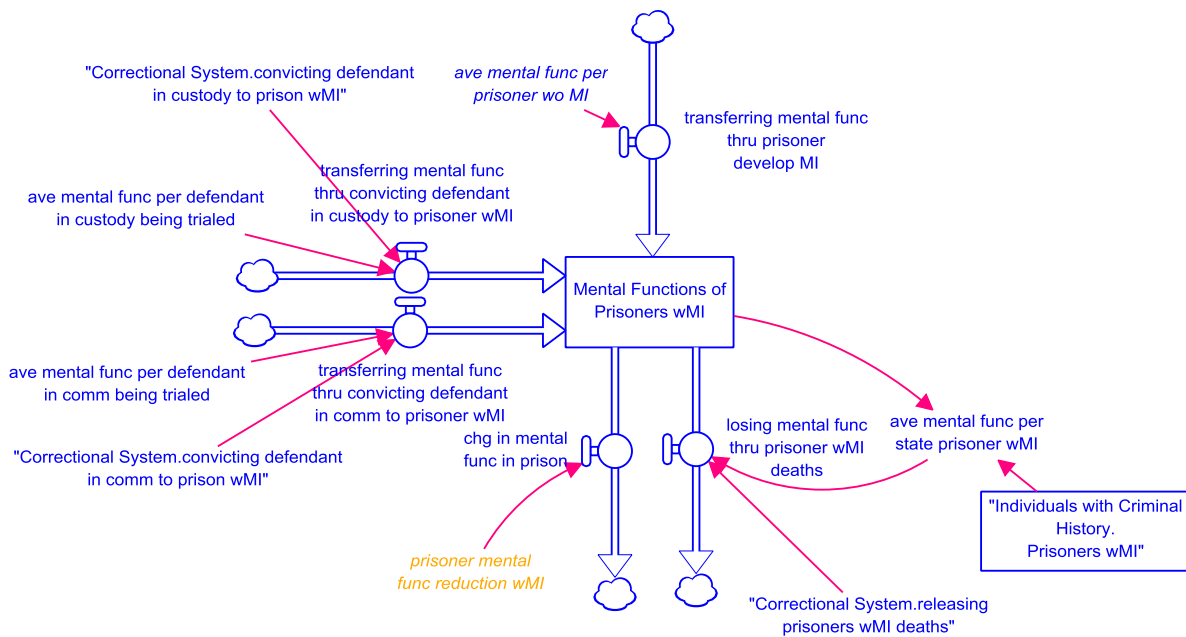 "Correctional System.convicting defendant
in custody to prison wMI"
ave mental func per
prisoner wo MI
transferring mental func
thru prisoner
develop MI
transferring mental func
thru convicting defendant
in custody to prisoner wMI
ave mental func per defendant
in custody being trialed
Mental Functions of
Prisoners wMI
ave mental func per defendant
in comm being trialed
transferring mental func
thru convicting defendant
in comm to prisoner wMI
"Correctional System.convicting defendant
in comm to prison wMI"
chg in mental
func in prison
losing mental func
thru prisoner wMI
deaths
ave mental func per
state prisoner wMI
"Individuals with Criminal
History.
Prisoners wMI"
prisoner mental
func reduction wMI
"Correctional System.releasing
prisoners wMI deaths"